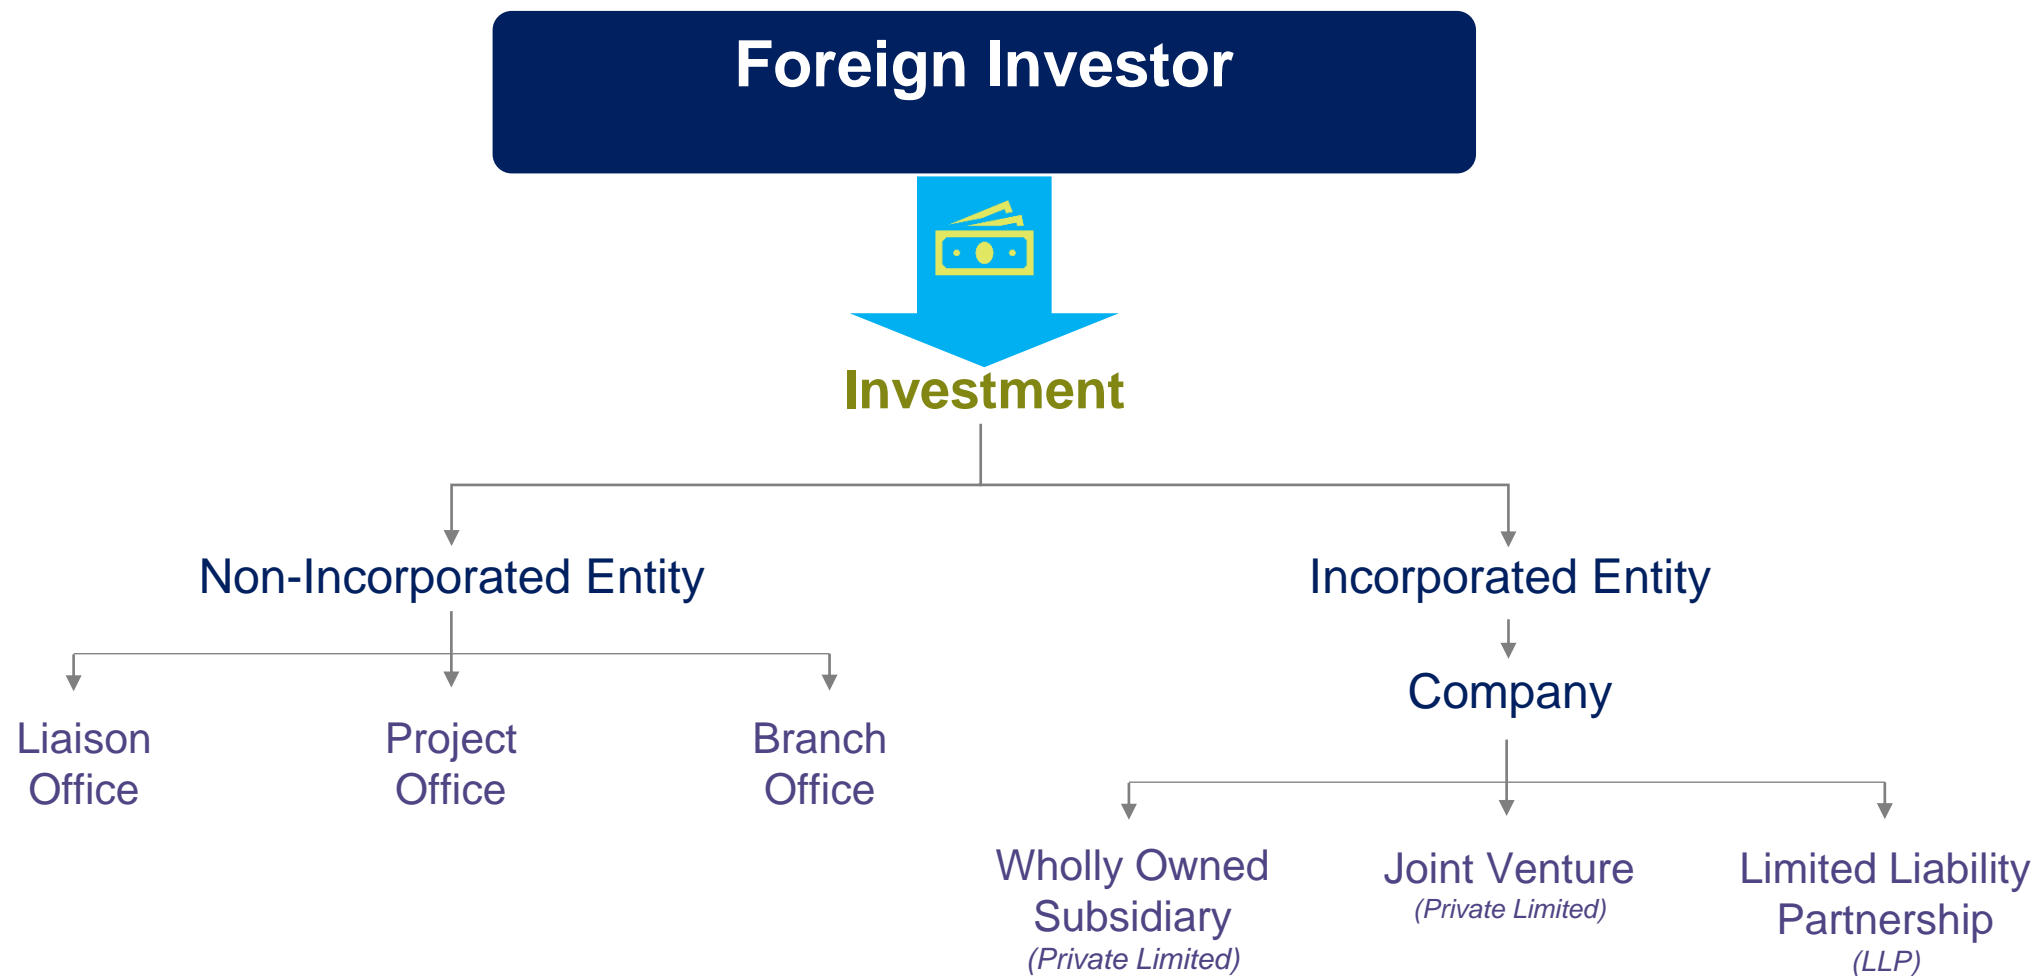 Foreign Investor
Investment
Non-Incorporated Entity
Incorporated Entity
Company
Liaison
Office
Project
Office
Branch
Office
Wholly Owned
Subsidiary
(Private Limited)
Joint Venture
(Private Limited)
Limited Liability
Partnership
(LLP)